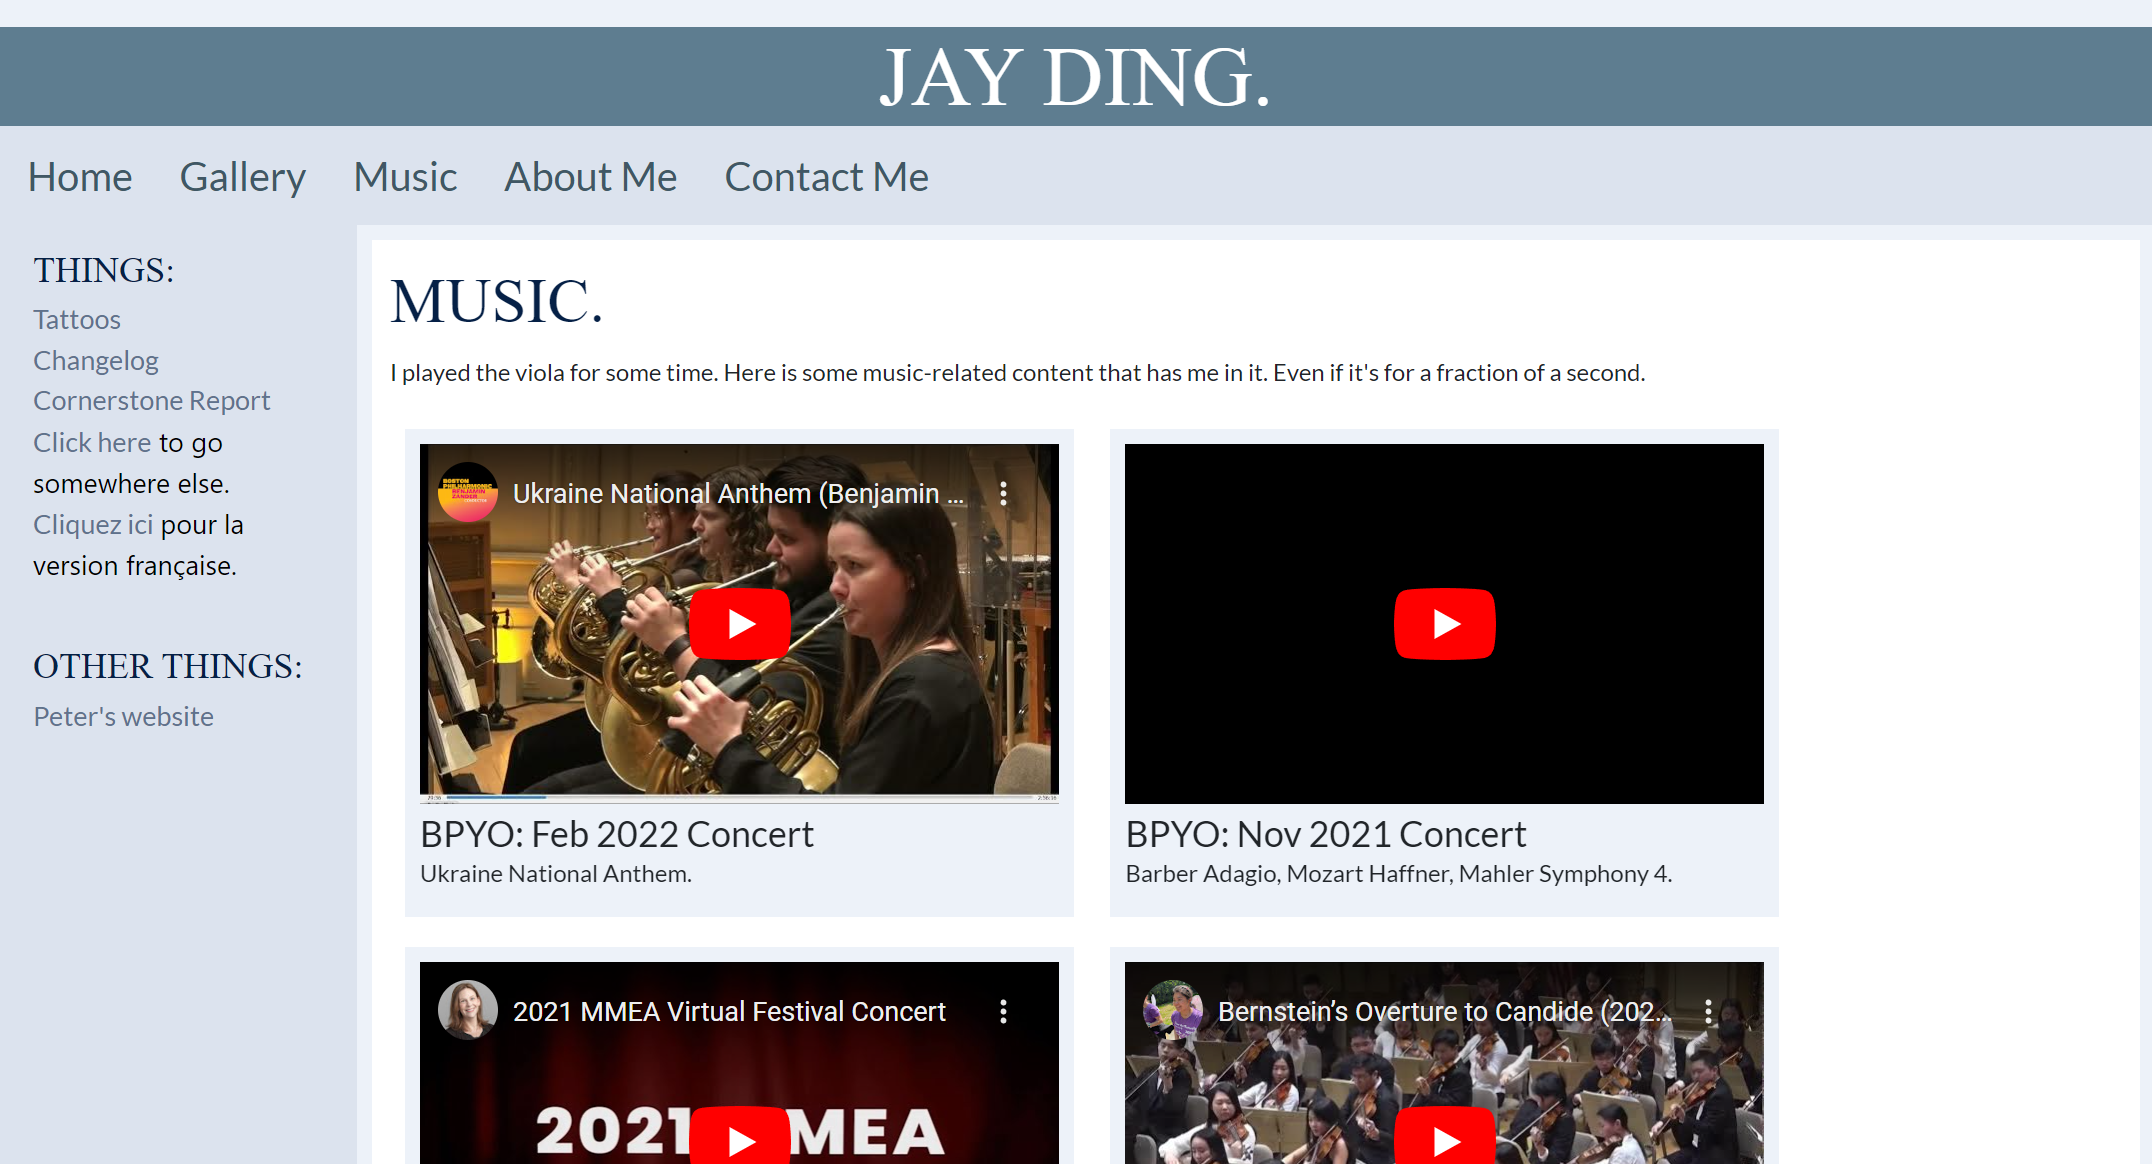 JAY DING.
Home Gallery Music About Me Contact Me
THINGS:
Tattoos
Changelog
Cornerstone Report
Click here to go
somewhere else.
Cliquez ici pour la
version française.
OTHER THINGS:
Peter's website
MUSIC.
I played the viola for some time. Here is some music-related content that has me in it. Even if it's for a fraction of a second.
BOSTON
PHILHARMONIC
BENJAMIN
ZANDER
Ukraine National Anthem (Benjamin ...
BPYO: Feb 2022 Concert
Ukraine National Anthem.
BPYO: Nov 2021 Concert
Barber Adagio, Mozart Haffner, Mahler Symphony 4.
2021 MMEA Virtual Festival Concert
2021 MEA
Bernstein’s Overture to Candide (202...